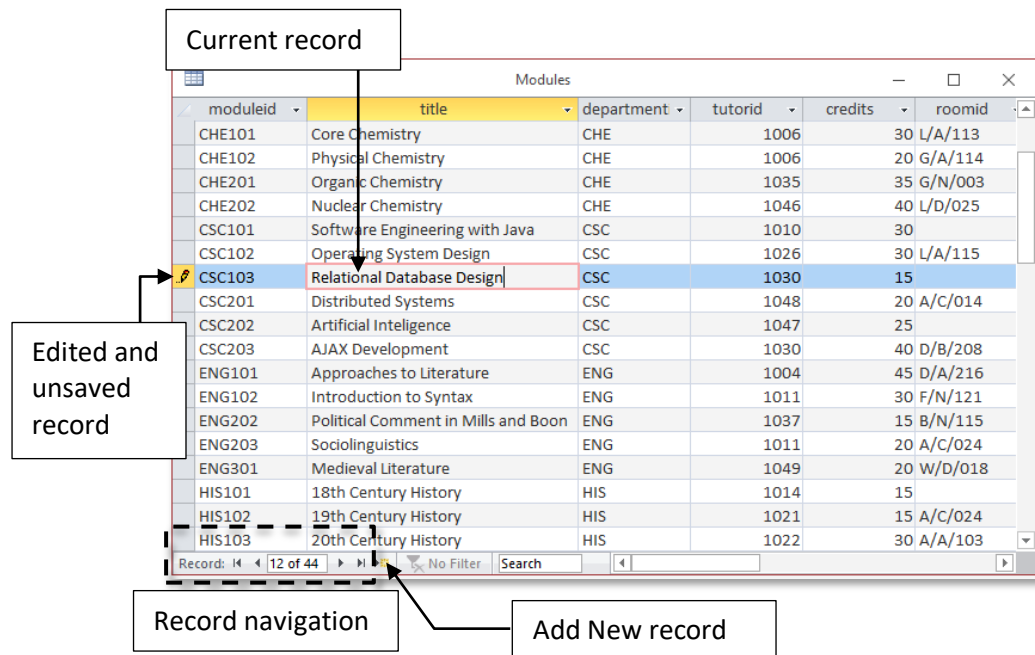 Current record
Modules
moduleid title department tutorid credits roomid
CHE101 Core Chemistry CHE 1006 30 L/A/113
CHE102 Physical Chemistry CHE 1006 20 G/A/114
CHE201 Organic Chemistry CHE 1035 35 G/N/003
CHE202 Nuclear Chemistry CHE 1046 40 L/D/025
CSC101 Software Engineering with Java CSC 1010 30
CSC102 Operating System Design CSC 1026 30 L/A/115
CSC103 Relational Database Design CSC 1030 15
CSC201 Distributed Systems CSC 1048 20 A/C/014
CSC202 Artificial Inteligence CSC 1047 25
CSC203 AJAX Development CSC 1030 40 D/B/208
ENG101 Approaches to Literature ENG 1004 45 D/A/216
ENG102 Introduction to Syntax ENG 1011 30 F/N/121
ENG202 Political Comment in Mills and Boon ENG 1037 15 B/N/115
ENG203 Sociolinguistics ENG 1011 20 A/C/024
ENG301 Medieval Literature ENG 1049 20 W/D/018
HIS101 18th Century History HIS 1014 15
HIS102 19th Century History HIS 1021 15 A/C/024
HIS103 20th Century History HIS 1022 30 A/A/103
Record: 12 of 44 No Filter Search
Edited and
unsaved
record
Record navigation
Add New record